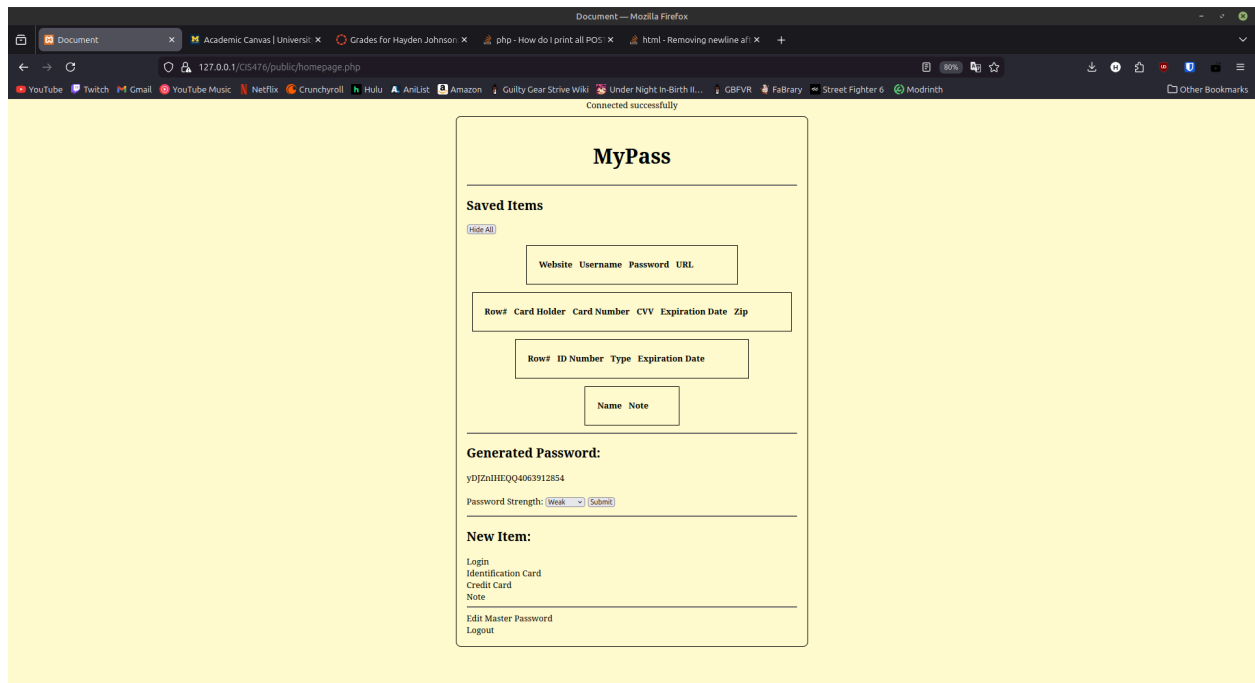 Document — Mozilla Firefox
Document
Academic Canvas | Universit
Grades for Hayden Johnson:
php - How do I print all POST
html - Removing newline aft
127.0.0.1/CIS476/public/homepage.php
80%
YouTube Twitch Gmail YouTube Music Netflix Crunchyroll Hulu AniList Amazon Guilty Gear Strive Wiki Under Night In-Birth II... GBFVR FaBrary Street Fighter 6 Modrinth Other Bookmarks
Connected successfully
MyPass
Saved Items
Hide All
Website Username Password URL
Row# Card Holder Card Number CVV Expiration Date Zip
Row# ID Number Type Expiration Date
Name Note
Generated Password:
yDJZnIHEQQ4063912854
Password Strength: Weak Submit
New Item:
Login
Identification Card
Credit Card
Note
Edit Master Password
Logout